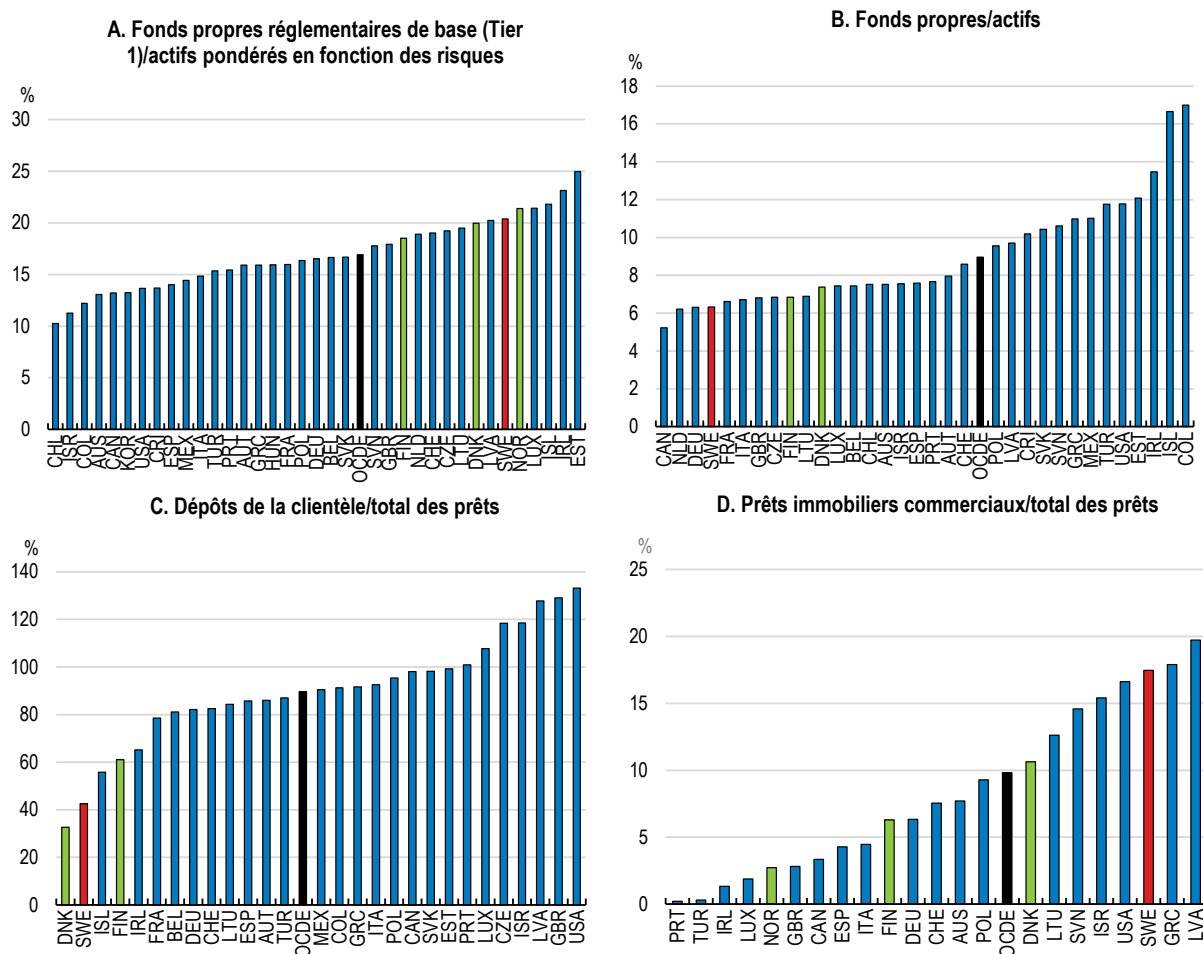 A. Fonds propres réglementaires de base (Tier
1)/actifs pondérés en fonction des risques
%
30
25
20
15
10
5
0
CHL
ISR
COL
AUS
CAN
KOR
USA
CRI
ESP
MEX
ITA
TUR
PRT
AUT
GRC
HUN
FRA
POL
DEU
BEL
SVK
OCDE
SVN
GBR
FIN
NLD
CHE
CZE
LTU
DNK
LVA
SWE
NOR
LUX
ISL
IRL
EST
B. Fonds propres/actifs
%
18
16
14
12
10
8
6
4
2
0
CAN
NLD
DEU
SWE
FRA
ITA
GBR
CZE
FIN
LTU
DNK
LUX
BEL
CHL
AUS
ISR
ESP
PRT
AUT
CHE
OCDE
POL
LVA
CRI
SVK
SVN
GRC
MEX
TUR
USA
EST
IRL
ISL
COL
C. Dépôts de la clientèle/total des prêts
%
140
120
100
80
60
40
20
0
DNK
SWE
ISL
FIN
IRL
FRA
BEL
DEU
CHE
LTU
ESP
AUT
TUR
OCDE
MEX
COL
GRC
ITA
POL
CAN
SVK
EST
PRT
LUX
CZE
ISR
LVA
GBR
USA
D. Prêts immobiliers commerciaux/total des prêts
%
25
20
15
10
5
0
PRT
TUR
IRL
LUX
NOR
GBR
CAN
ESP
ITA
FIN
DEU
CHE
AUS
POL
OCDE
DNK
LTU
SVN
ISR
USA
SWE
GRC
LVA